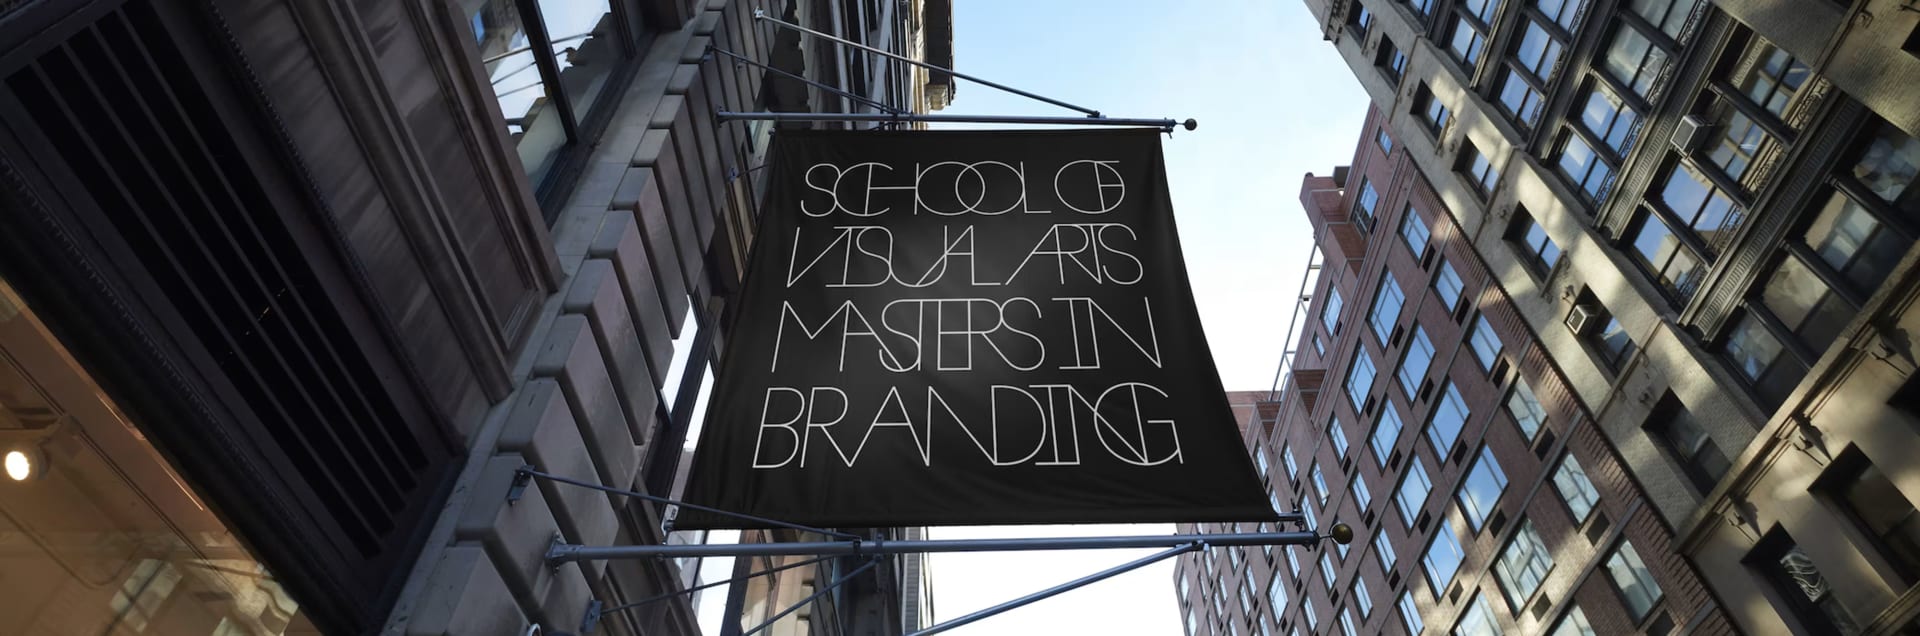 SCHOOL OF
VISUAL ARTS
MASTERS IN
BRANDING